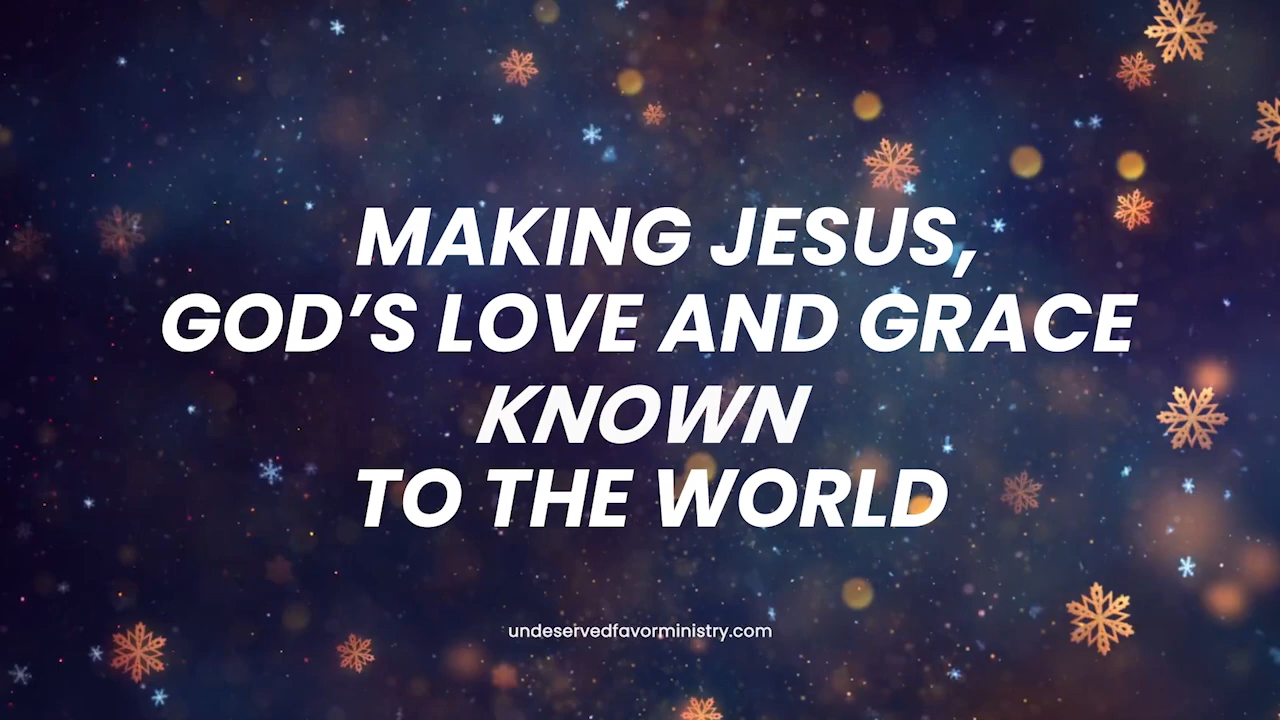 MAKING JESUS,
GOD’S LOVE AND GRACE
KNOWN
TO THE WORLD
undeservedfavorministry.com